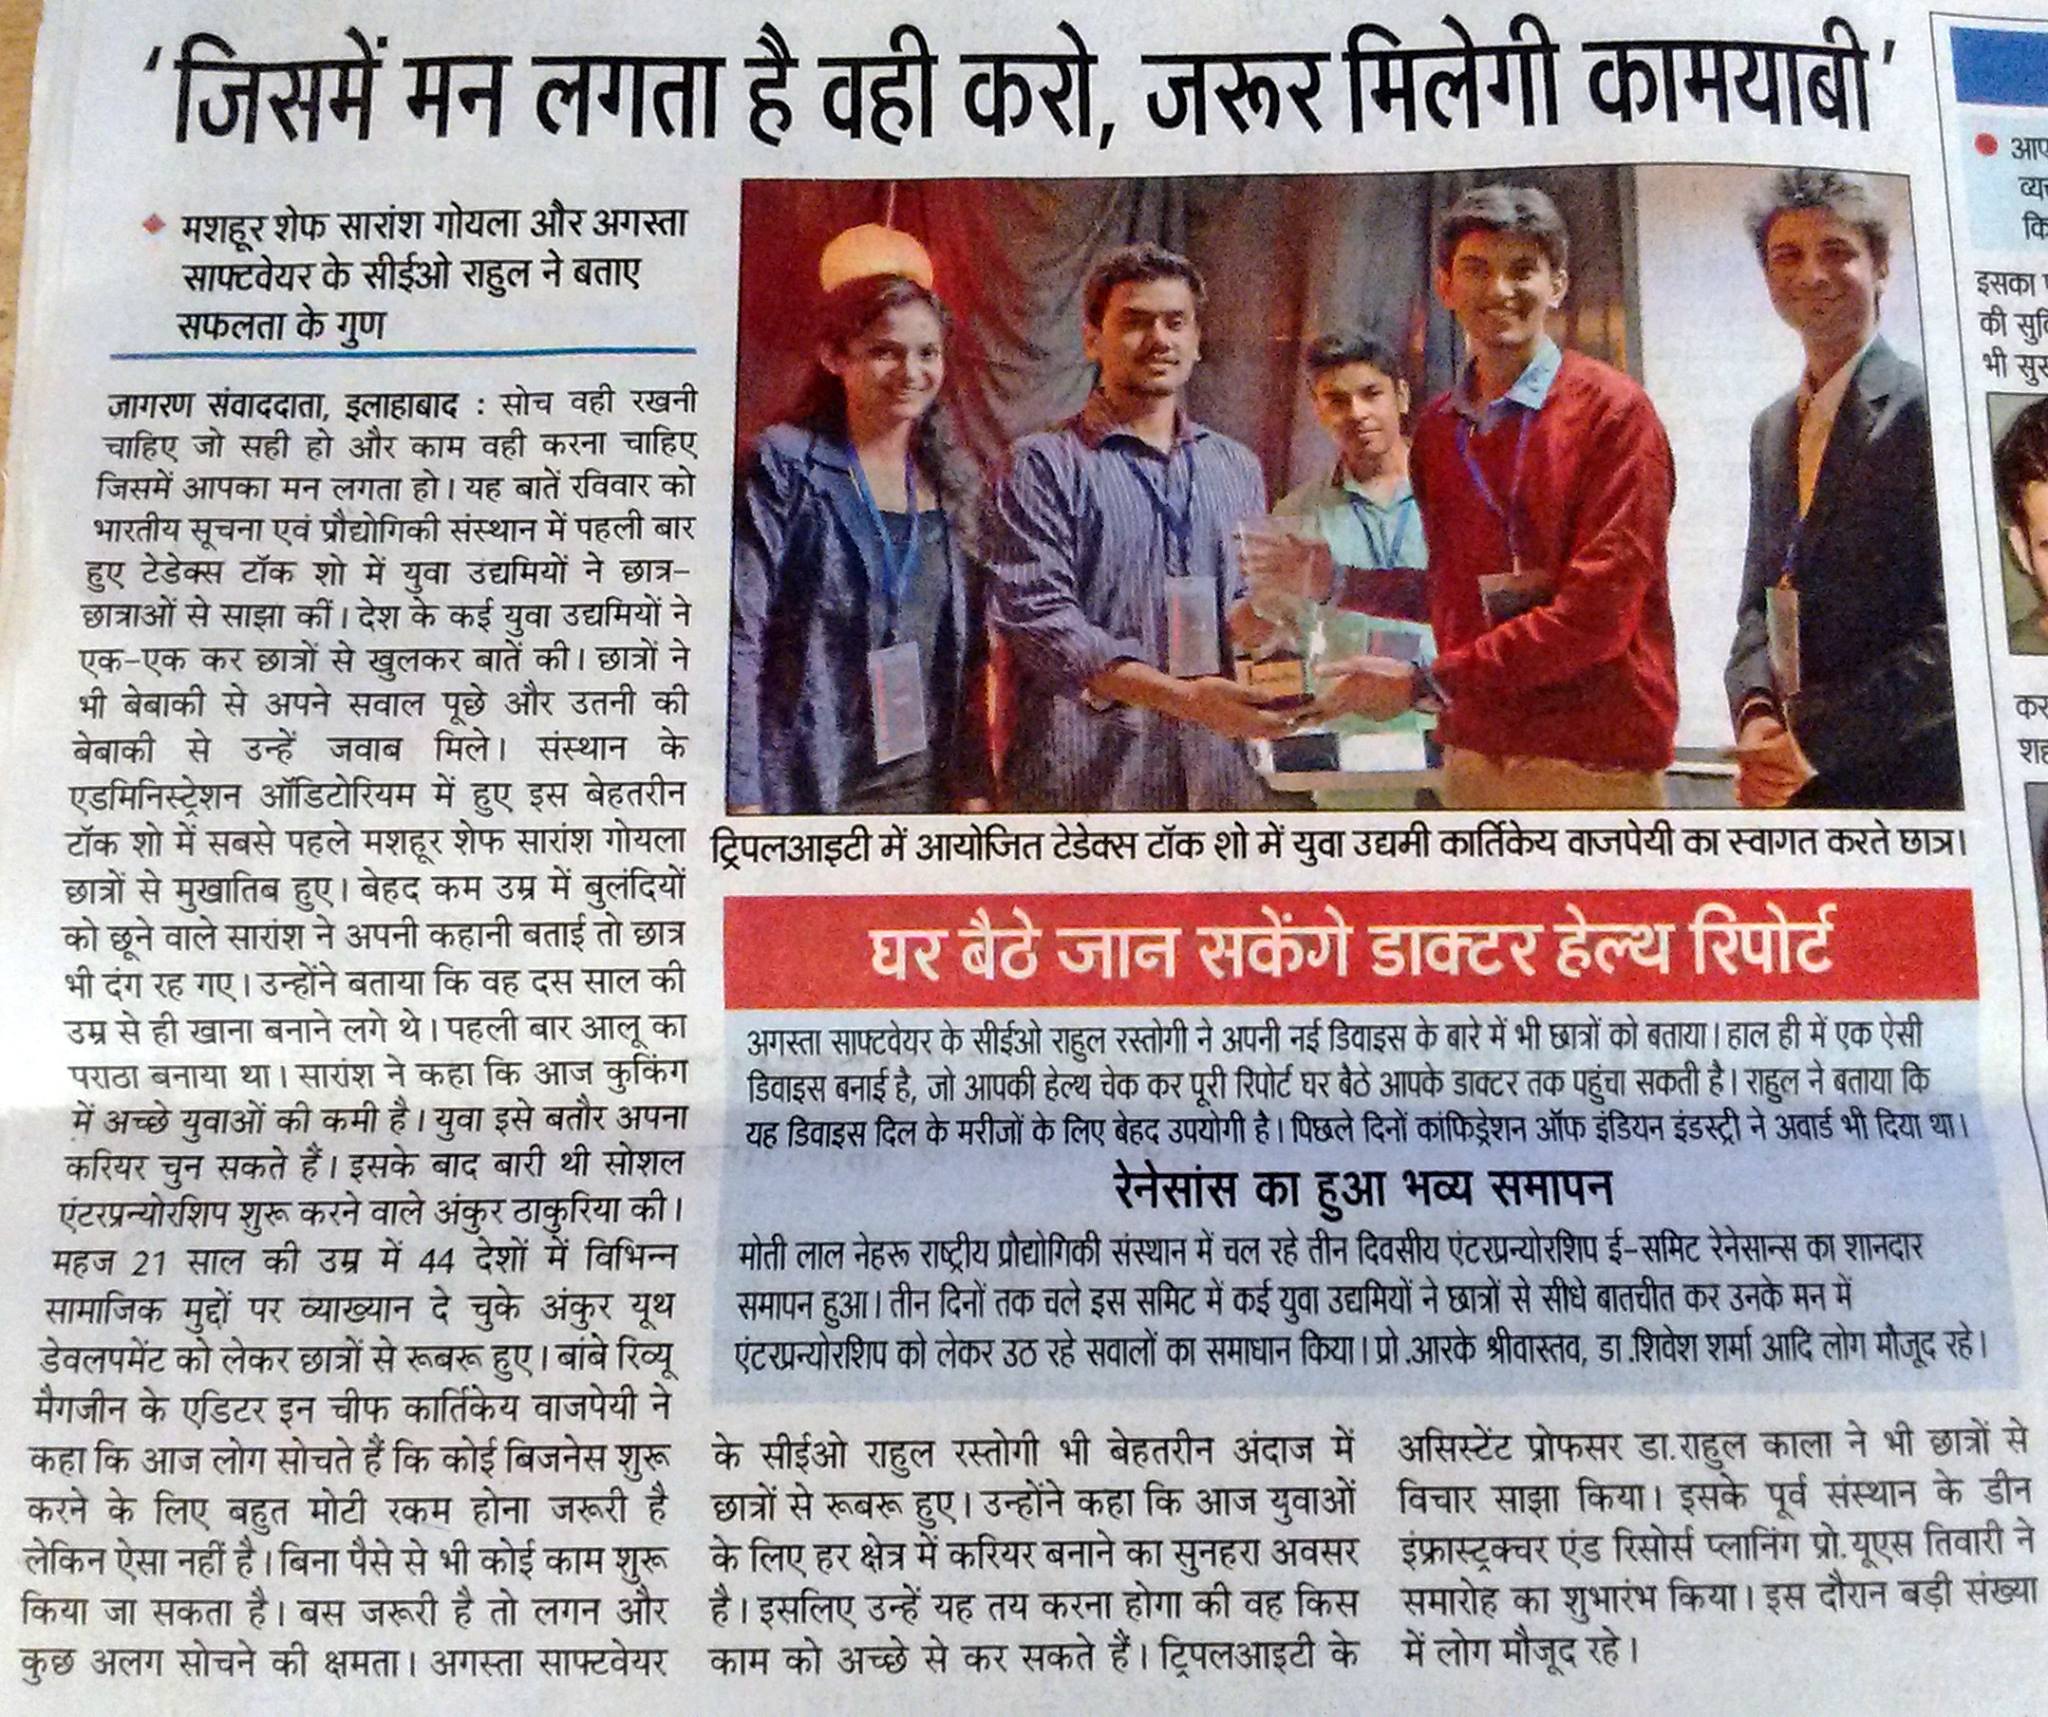 ‘जिसमें मन लगता है वही करो, जरूर मिलेगी कामयाबी’
मशहूर शेफ सारांश गोयला और अगस्ता
साफ्टवेयर के सीईओ राहुल ने बताए
सफलता के गुण
जागरण संवाददाता, इलाहाबाद : सोच वही रखनी
चाहिए जो सही हो और काम वही करना चाहिए
जिसमें आपका मन लगता हो। यह बातें रविवार को
भारतीय सूचना एवं प्रौद्योगिकी संस्थान में पहली बार
हुए टेडेक्स टॉक शो में युवा उद्यमियों ने छात्र-
छात्राओं से साझा कीं। देश के कई युवा उद्यमियों ने
एक-एक कर छात्रों से खुलकर बातें की। छात्रों ने
भी बेबाकी से अपने सवाल पूछे और उतनी की
बेबाकी से उन्हें जवाब मिले। संस्थान के
एडमिनिस्ट्रेशन ऑडिटोरियम में हुए इस बेहतरीन
टॉक शो में सबसे पहले मशहूर शेफ सारांश गोयला
छात्रों से मुखातिब हुए। बेहद कम उम्र में बुलंदियों
को छूने वाले सारांश ने अपनी कहानी बताई तो छात्र
भी दंग रह गए। उन्होंने बताया कि वह दस साल की
उम्र से ही खाना बनाने लगे थे। पहली बार आलू का
पराठा बनाया था। सारांश ने कहा कि आज कुकिंग
में अच्छे युवाओं की कमी है। युवा इसे बतौर अपना
करियर चुन सकते हैं। इसके बाद बारी थी सोशल
एंटरप्रन्योरशिप शुरू करने वाले अंकुर ठाकुरिया की।
महज 21 साल की उम्र में 44 देशों में विभिन्न
सामाजिक मुद्दों पर व्याख्यान दे चुके अंकुर यूथ
डेवलपमेंट को लेकर छात्रों से रूबरू हुए। बांबे रिव्यू
मैगजीन के एडिटर इन चीफ कार्तिकेय वाजपेयी ने
कहा कि आज लोग सोचते हैं कि कोई बिजनेस शुरू
करने के लिए बहुत मोटी रकम होना जरूरी है
लेकिन ऐसा नहीं है। बिना पैसे से भी कोई काम शुरू
किया जा सकता है। बस जरूरी है तो लगन और
कुछ अलग सोचने की क्षमता। अगस्ता साफ्टवेयर
के सीईओ राहुल रस्तोगी भी बेहतरीन अंदाज में
छात्रों से रूबरू हुए। उन्होंने कहा कि आज युवाओं
के लिए हर क्षेत्र में करियर बनाने का सुनहरा अवसर
है। इसलिए उन्हें यह तय करना होगा की वह किस
काम को अच्छे से कर सकते हैं। ट्रिपलआइटी के
असिस्टेंट प्रोफसर डा.राहुल काला ने भी छात्रों से
विचार साझा किया। इसके पूर्व संस्थान के डीन
इंफ्रास्ट्रक्चर एंड रिसोर्स प्लानिंग प्रो.यूएस तिवारी ने
समारोह का शुभारंभ किया। इस दौरान बड़ी संख्या
में लोग मौजूद रहे।
ट्रिपलआइटी में आयोजित टेडेक्स टॉक शो में युवा उद्यमी कार्तिकेय वाजपेयी का स्वागत करते छात्र।
घर बैठे जान सकेंगे डाक्टर हेल्थ रिपोर्ट
अगस्ता साफ्टवेयर के सीईओ राहुल रस्तोगी ने अपनी नई डिवाइस के बारे में भी छात्रों को बताया। हाल ही में एक ऐसी
डिवाइस बनाई है, जो आपकी हेल्थ चेक कर पूरी रिपोर्ट घर बैठे आपके डाक्टर तक पहुंचा सकती है। राहुल ने बताया कि
यह डिवाइस दिल के मरीजों के लिए बेहद उपयोगी है। पिछले दिनों कांफिड्रेशन ऑफ इंडियन इंडस्ट्री ने अवार्ड भी दिया था।
रेनेसांस का हुआ भव्य समापन
मोती लाल नेहरू राष्ट्रीय प्रौद्योगिकी संस्थान में चल रहे तीन दिवसीय एंटरप्रन्योरशिप ई-समिट रेनेसान्स का शानदार
समापन हुआ। तीन दिनों तक चले इस समिट में कई युवा उद्यमियों ने छात्रों से सीधे बातचीत कर उनके मन में
एंटरप्रन्योरशिप को लेकर उठ रहे सवालों का समाधान किया। प्रो.आरके श्रीवास्तव, डा.शिवेश शर्मा आदि लोग मौजूद रहे।
इसका
की
भी